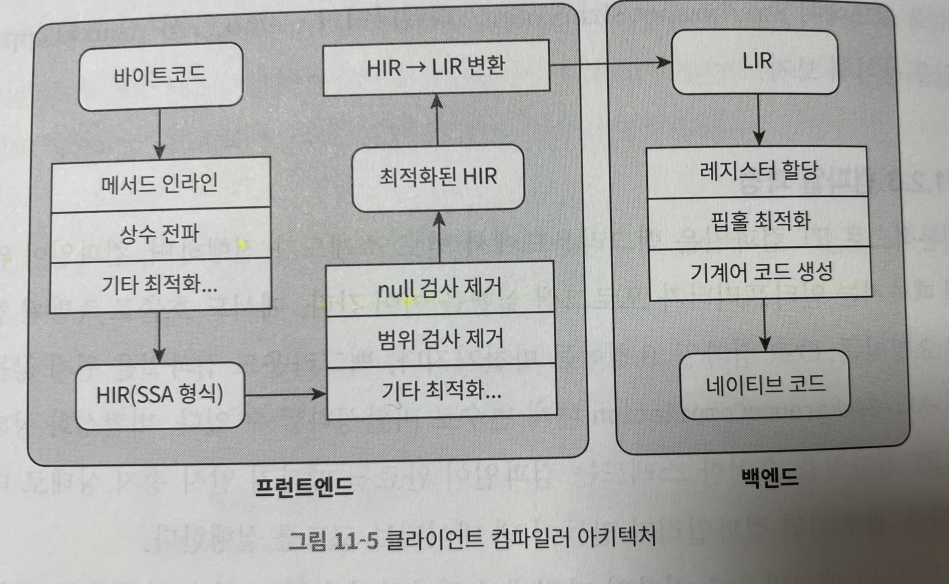 바이트코드
메서드 인라인
상수 전파
기타 최적화...
HIR(SSA 형식)
null 검사 제거
범위 검사 제거
기타 최적화...
최적화된 HIR
HIR → LIR 변환
프런트엔드
LIR
레지스터 할당
핍홀 최적화
기계어 코드 생성
네이티브 코드
백엔드
그림 11-5 클라이언트 컴파일러 아키텍처